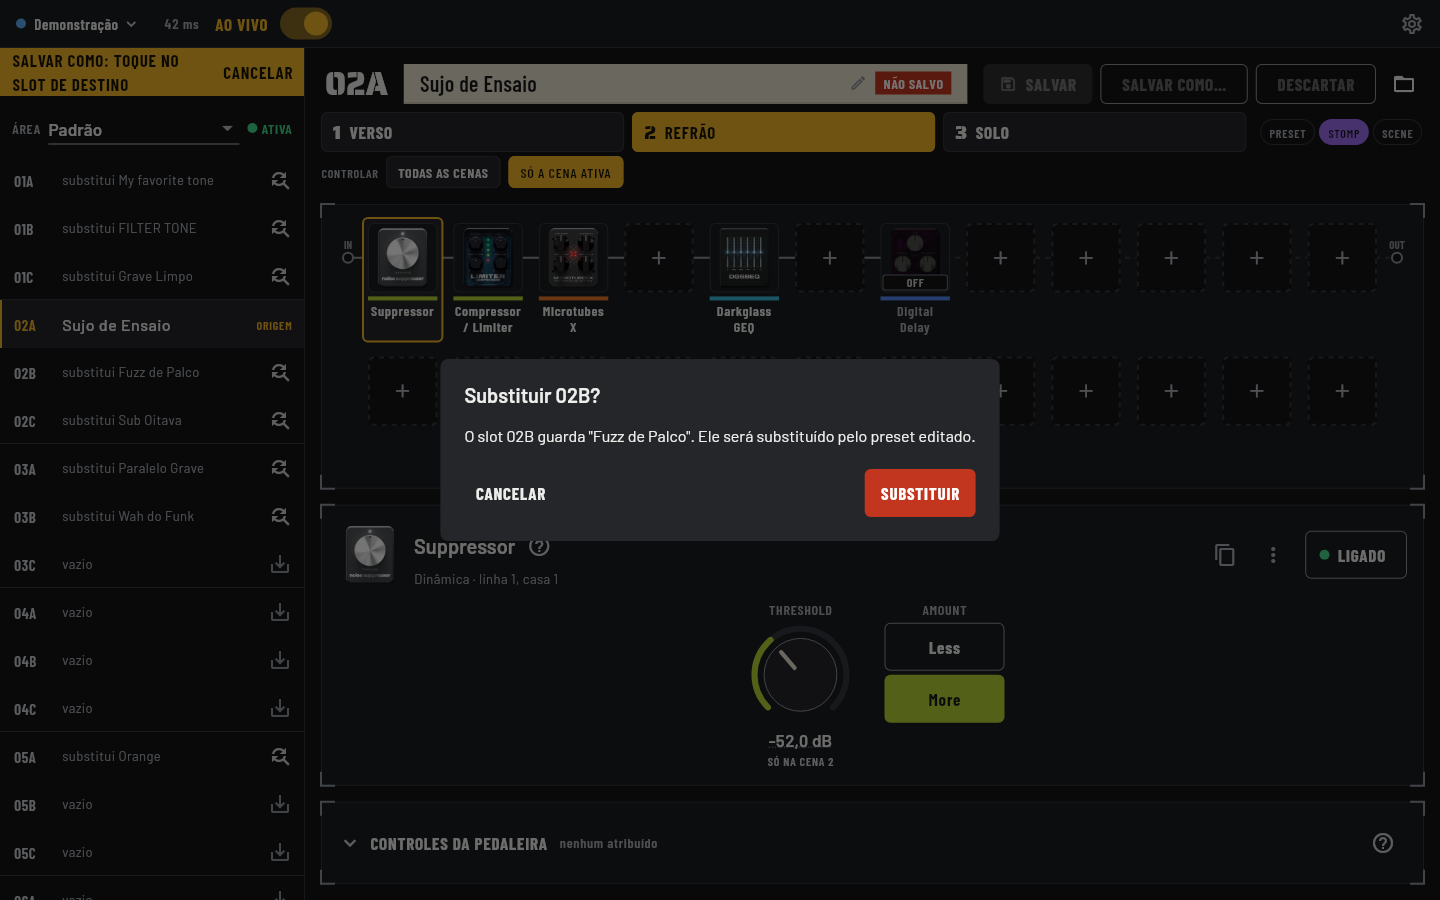 Demonstração
42 ms
AO VIVO
SALVAR COMO: TOQUE NO
SLOT DE DESTINO
CANCELAR
ÁREA Padrão
ATIVA
01A substitui My favorite tone
01B substitui FILTER TONE
01C substitui Grave Limpo
02A Sujo de Ensaio ORIGEM
02B substitui Fuzz de Palco
02C substitui Sub Oitava
03A substitui Paralelo Grave
03B substitui Wah do Funk
03C vazio
04A vazio
04B vazio
04C vazio
05A substitui Orange
05B vazio
05C vazio
06A vazio
02A
Sujo de Ensaio
NÃO SALVO
SALVAR
SALVAR COMO...
DESCARTAR
1 VERSO
2 REFRÃO
3 SOLO
PRESET
STOMP
SCENE
CONTROLAR
TODAS AS CENAS
SÓ A CENA ATIVA
IN
OUT
LIMITER
OFF
Suppressor
Compressor
/ Limiter
Microtubes
X
Darkglass
GEQ
Digital
Delay
Substituir 02B?
O slot 02B guarda "Fuzz de Palco". Ele será substituído pelo preset editado.
CANCELAR
SUBSTITUIR
Suppressor
Dinâmica · linha 1, casa 1
LIGADO
THRESHOLD
-52,0 dB
SÓ NA CENA 2
AMOUNT
Less
More
CONTROLES DA PEDALEIRA
nenhum atribuído